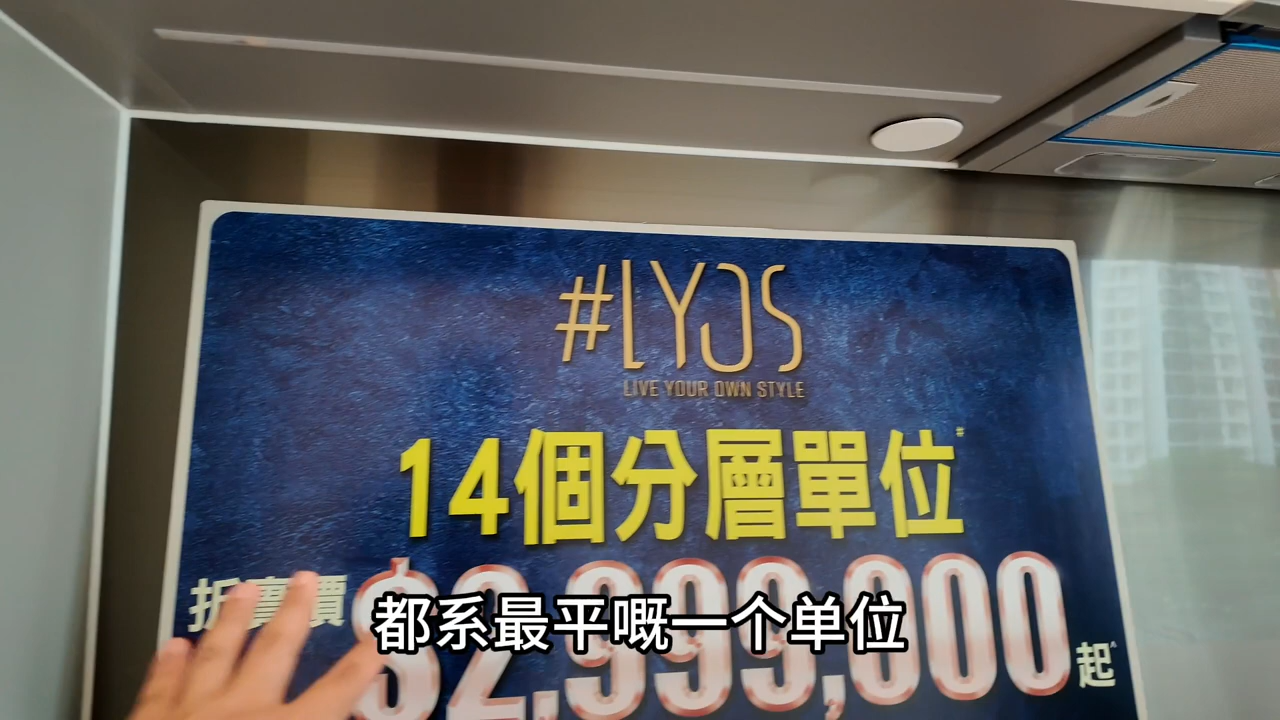 #LYOS
LIVE YOUR OWN STYLE
14個分層單位#
折實價 $2,999,000 起^
都系最平嘅一个单位